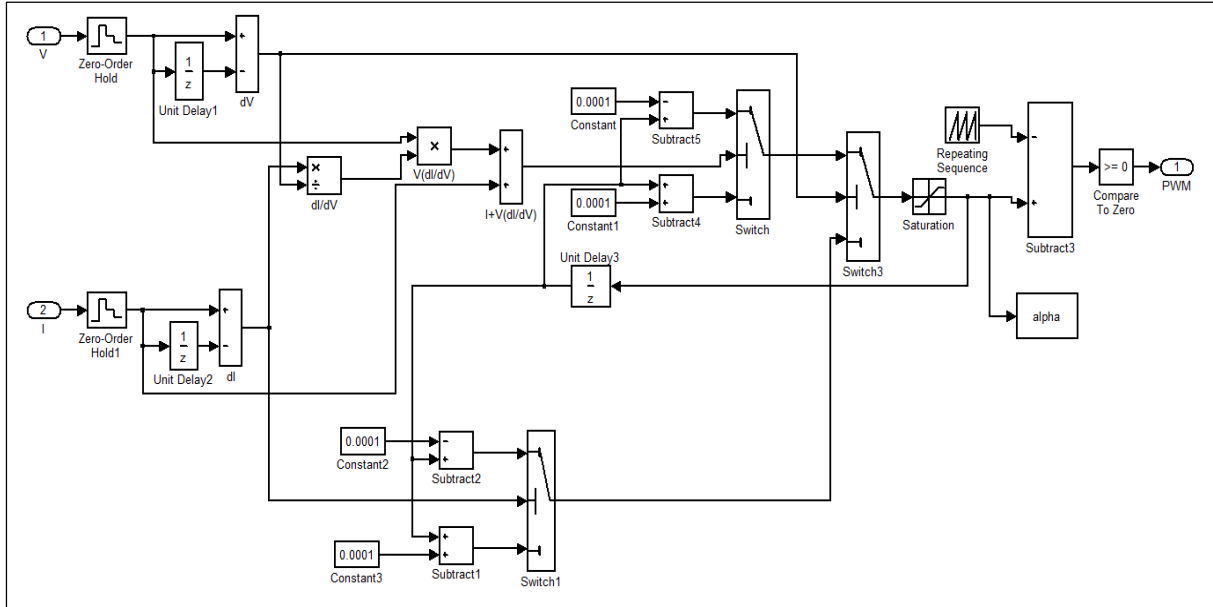 1
V
Zero-Order
Hold
1
z
Unit Delay1
+
-
dV
×
÷
dI/dV
×
V(dI/dV)
+
+
I+V(dI/dV)
0.0001
Constant
-
+
Subtract5
0.0001
Constant1
+
+
Subtract4
Switch
Switch3
Saturation
Repeating
Sequence
-
+
Subtract3
>= 0
Compare
To Zero
1
PWM
Unit Delay3
1
z
alpha
2
I
Zero-Order
Hold1
1
z
Unit Delay2
+
-
dI
0.0001
Constant2
-
+
Subtract2
0.0001
Constant3
+
+
Subtract1
Switch1